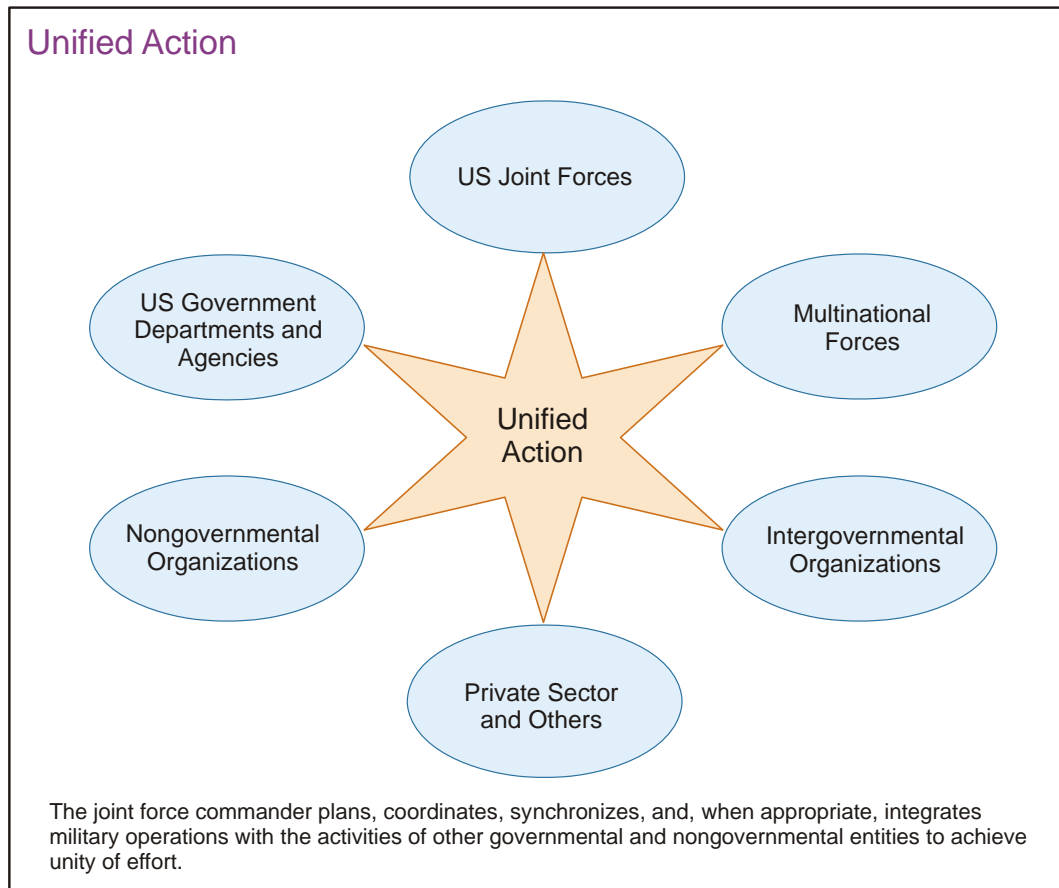 Unified Action
US Joint Forces
US Government
Departments and
Agencies
Multinational
Forces
Unified
Action
Nongovernmental
Organizations
Intergovernmental
Organizations
Private Sector
and Others
The joint force commander plans, coordinates, synchronizes, and, when appropriate, integrates
military operations with the activities of other governmental and nongovernmental entities to achieve
unity of effort.